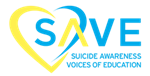 SAVE
SUICIDE AWARENESS
VOICES OF EDUCATION